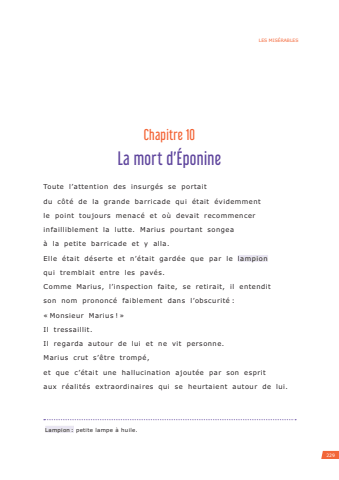 LES MISÉRABLES
Chapitre 10
La mort d'Éponine
Toute l'attention des insurgés se portait
du côté de la grande barricade qui était évidemment
le point toujours menacé et où devait recommencer
infailliblement la lutte. Marius pourtant songea
à la petite barricade et y alla.
Elle était déserte et n'était gardée que par le lampion
qui tremblait entre les pavés.
Comme Marius, l'inspection faite, se retirait, il entendit
son nom prononcé faiblement dans l'obscurité :
« Monsieur Marius ! »
Il tressaillit.
Il regarda autour de lui et ne vit personne.
Marius crut s'être trompé,
et que c'était une hallucination ajoutée par son esprit
aux réalités extraordinaires qui se heurtaient autour de lui.
Lampion : petite lampe à huile.
229